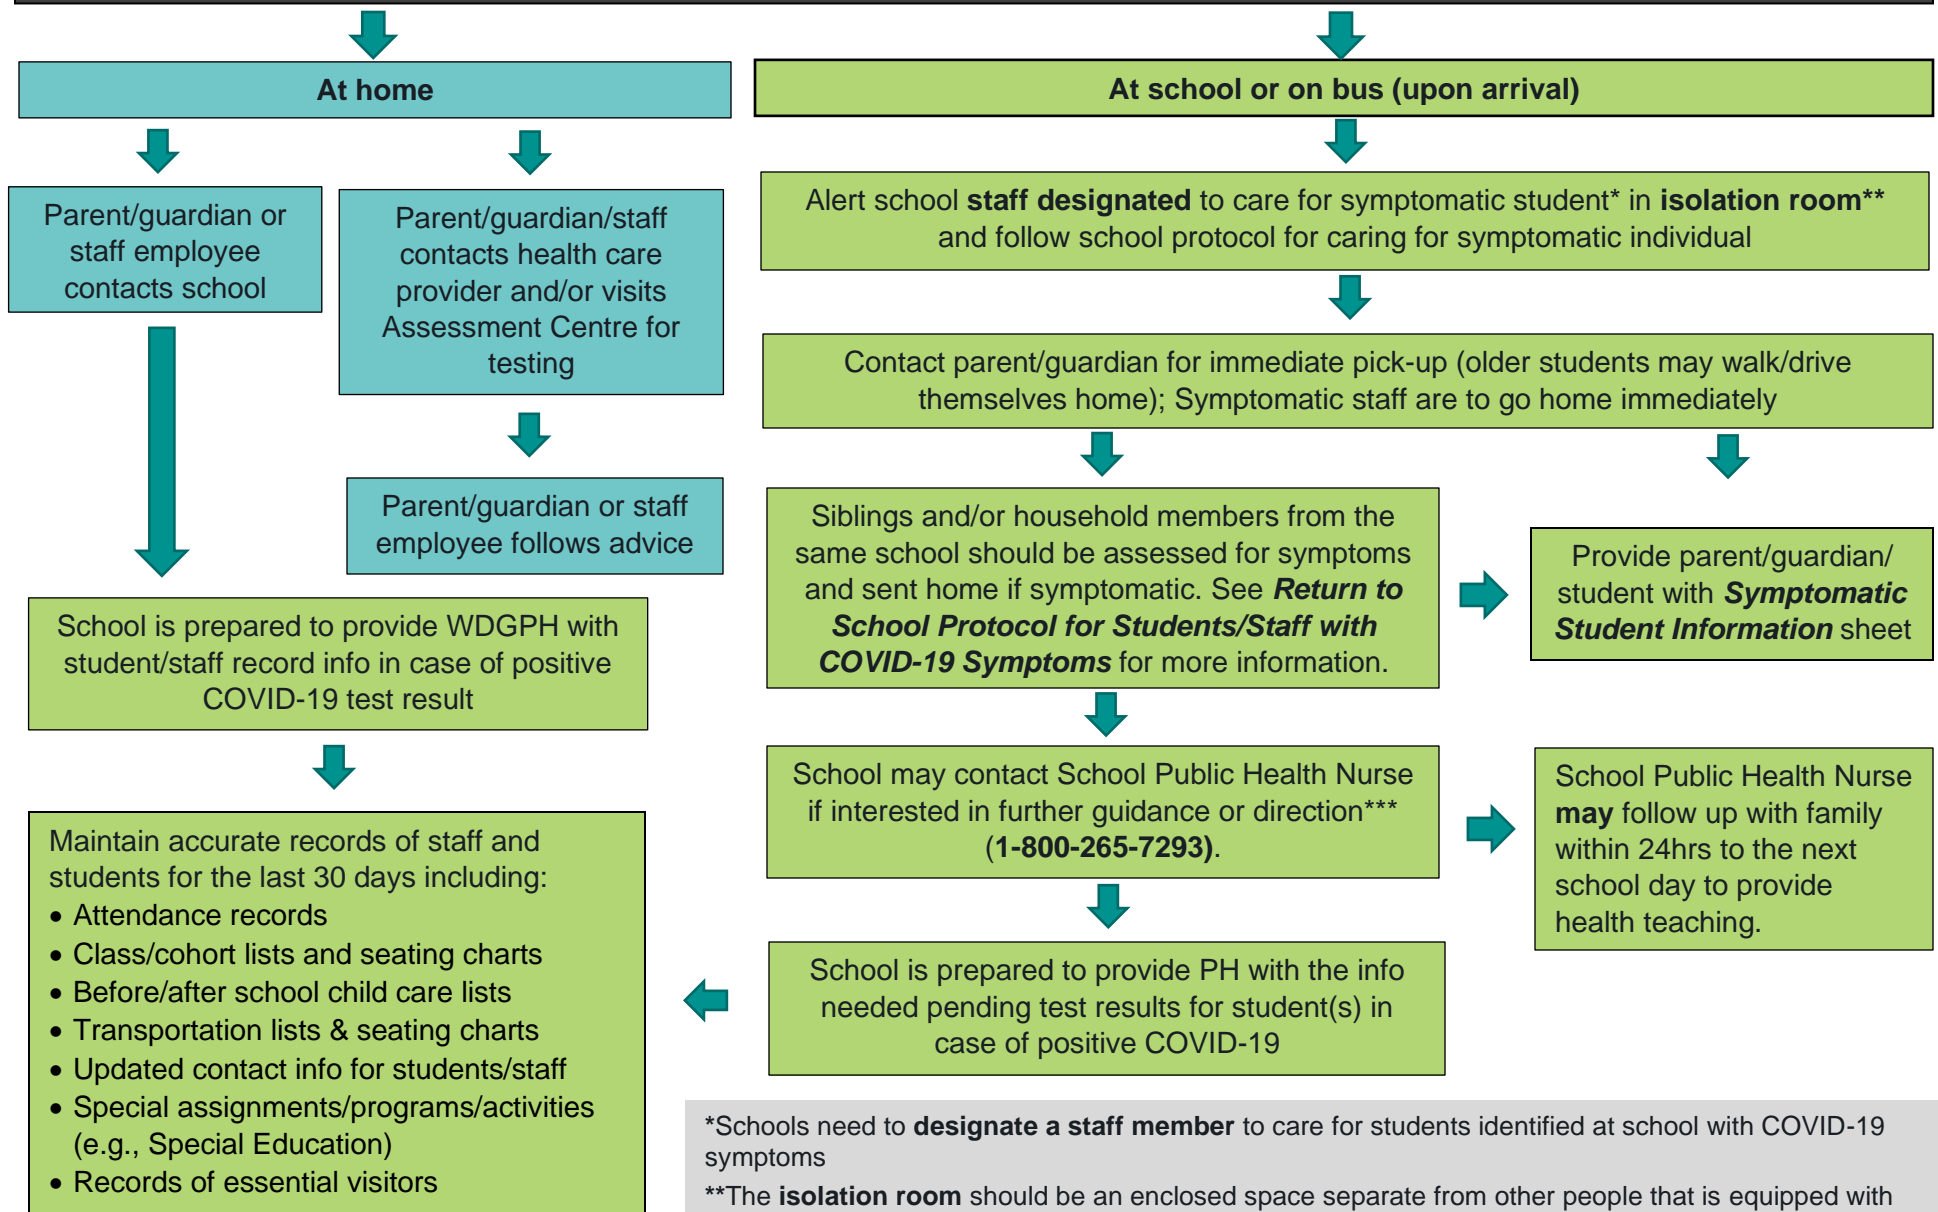 At home
At school or on bus (upon arrival)
Parent/guardian or
staff employee
contacts school
Parent/guardian/staff
contacts health care
provider and/or visits
Assessment Centre for
testing
Parent/guardian or staff
employee follows advice
School is prepared to provide WDGPH with
student/staff record info in case of positive
COVID-19 test result
Maintain accurate records of staff and
students for the last 30 days including:
• Attendance records
• Class/cohort lists and seating charts
• Before/after school child care lists
• Transportation lists & seating charts
• Updated contact info for students/staff
• Special assignments/programs/activities
(e.g., Special Education)
• Records of essential visitors
Alert school staff designated to care for symptomatic student* in isolation room**
and follow school protocol for caring for symptomatic individual
Contact parent/guardian for immediate pick-up (older students may walk/drive
themselves home); Symptomatic staff are to go home immediately
Siblings and/or household members from the
same school should be assessed for symptoms
and sent home if symptomatic. See Return to
School Protocol for Students/Staff with
COVID-19 Symptoms for more information.
Provide parent/guardian/
student with Symptomatic
Student Information sheet
School may contact School Public Health Nurse
if interested in further guidance or direction***
(1-800-265-7293).
School Public Health Nurse
may follow up with family
within 24hrs to the next
school day to provide
health teaching.
School is prepared to provide PH with the info
needed pending test results for student(s) in
case of positive COVID-19
*Schools need to designate a staff member to care for students identified at school with COVID-19
symptoms
**The isolation room should be an enclosed space separate from other people that is equipped with